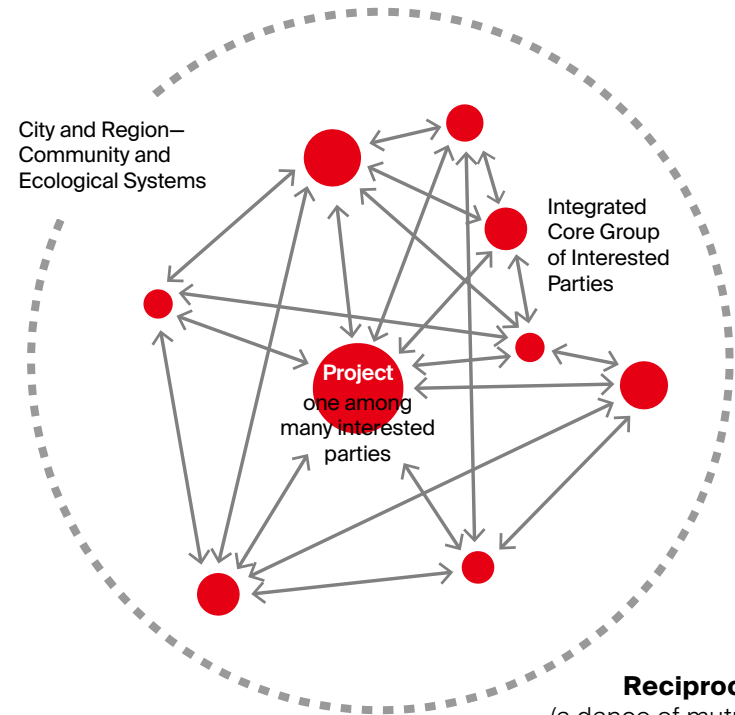 City and Region—
Community and
Ecological Systems
Integrated
Core Group
of Interested
Parties
Project
one among
many interested
parties